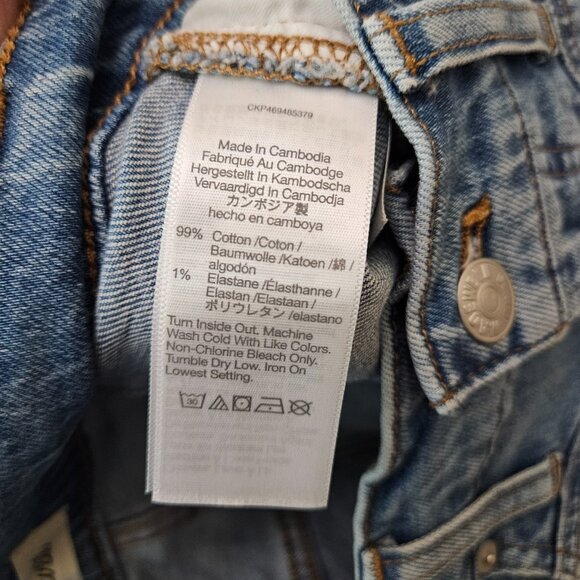 CKP469485379
Made In Cambodia
Fabriqué Au Cambodge
Hergestellt In Kambodscha
Vervaardigd In Cambodja
カンボジア製
hecho en camboya
99% Cotton /Coton /
Baumwolle /Katoen /綿 /
algodón
1% Elastane /Élasthanne /
Elastan /Elastaan /
ポリウレタン /elastano
Turn Inside Out. Machine
Wash Cold With Like Colors.
Non-Chlorine Bleach Only.
Tumble Dry Low. Iron On
Lowest Setting.
30